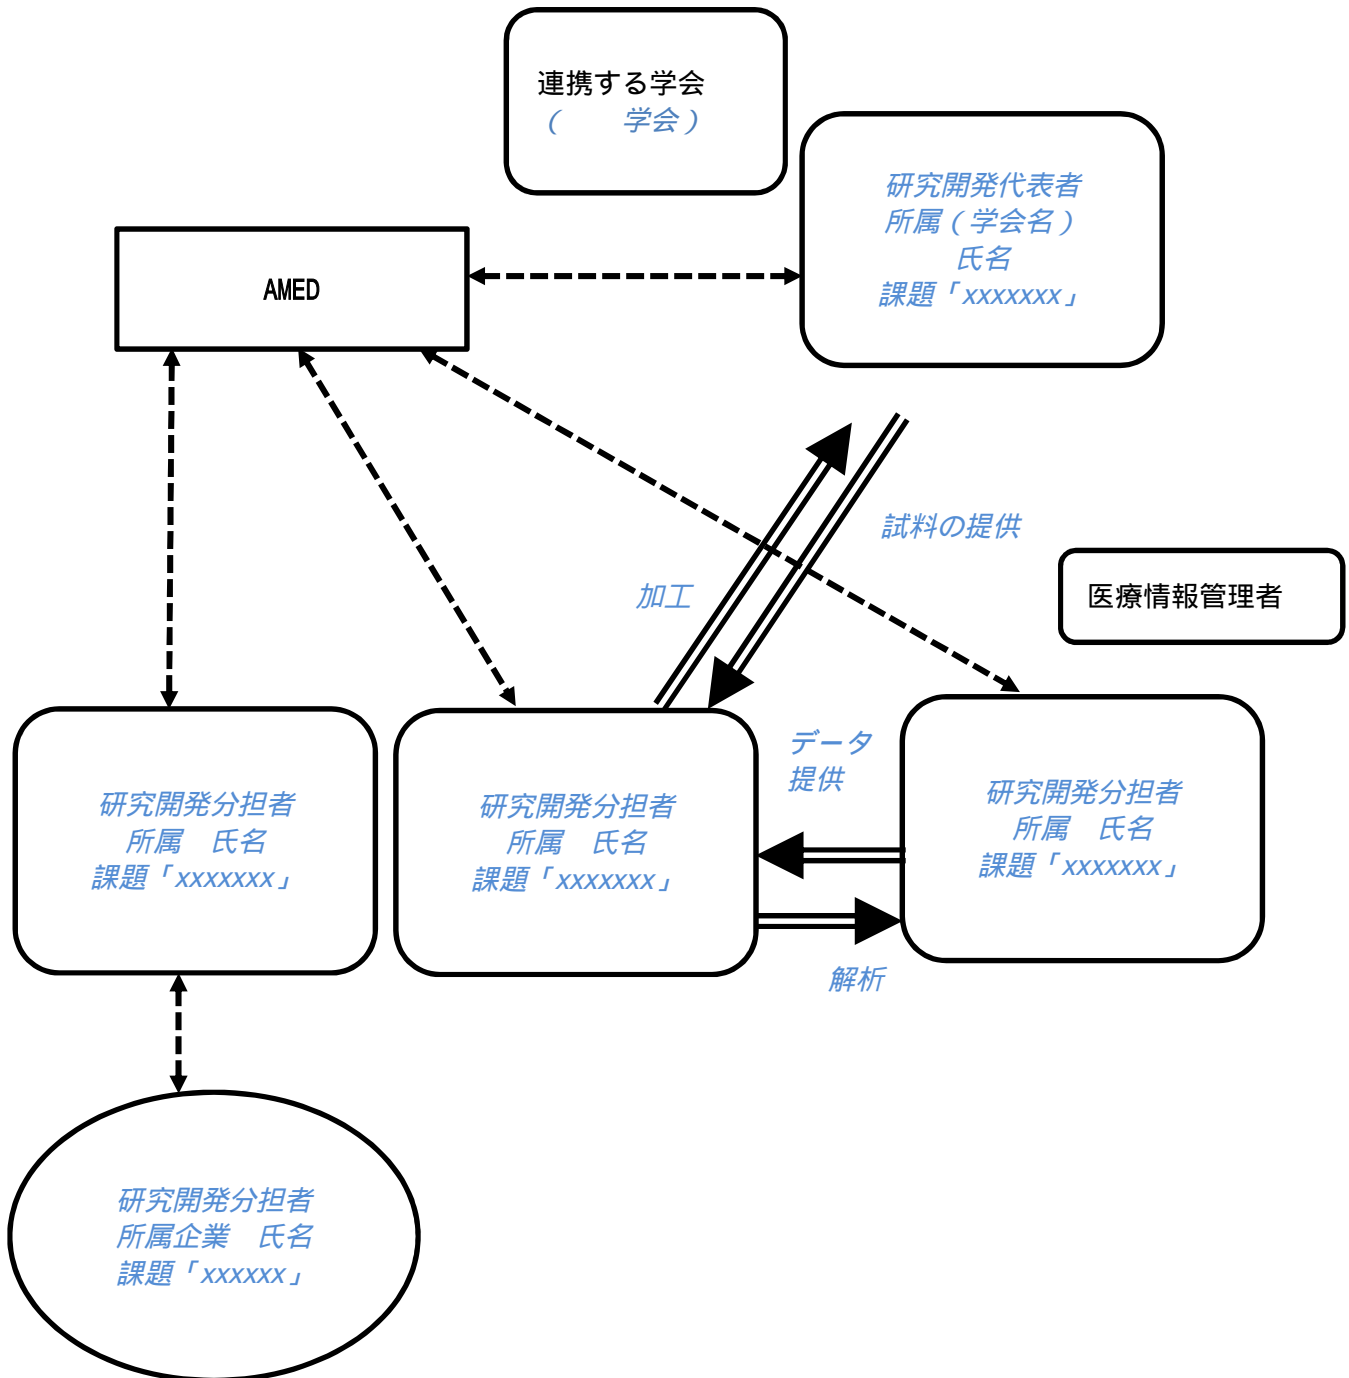 連携する学会
(　　学会)
研究開発代表者
所属(学会名)
氏名
課題「xxxxxxx」
AMED
試料の提供
加工
医療情報管理者
データ
提供
研究開発分担者
所属　氏名
課題「xxxxxxx」
研究開発分担者
所属　氏名
課題「xxxxxxx」
研究開発分担者
所属　氏名
課題「xxxxxxx」
解析
研究開発分担者
所属企業　氏名
課題「xxxxxx」